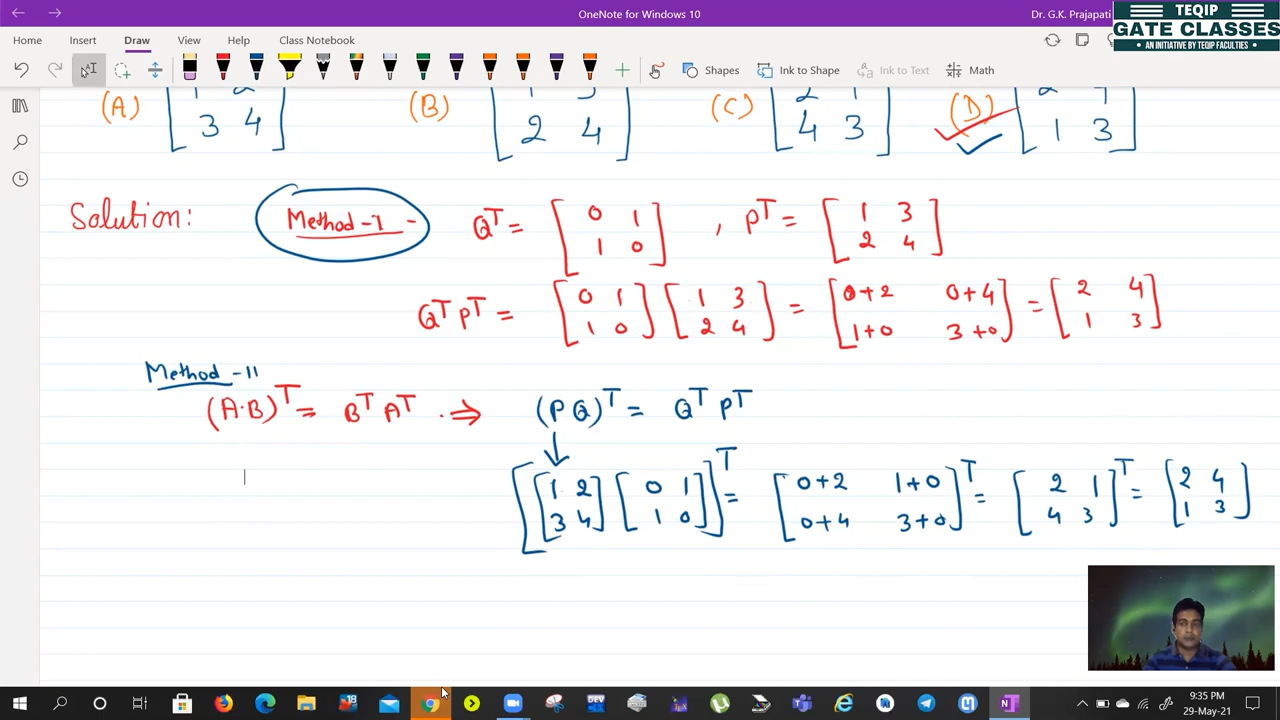 OneNote for Windows 10
Dr. G.K. Prajapati
TEQIP
GATE CLASSES
AN INITIATIVE BY TEQIP FACULTIES
Home Insert Draw View Help Class Notebook
Shapes Ink to Shape Ink to Text Math
(A) [ 3 4 ] (B) [ 2 4 ] (C) [ 4 3 ] (D) [ 1 3 ]
Solution: Method-I - Q^T = [ 0 1 ; 1 0 ] , P^T = [ 1 3 ; 2 4 ]
Q^T P^T = [ 0 1 ; 1 0 ] [ 1 3 ; 2 4 ] = [ 0+2 0+4 ; 1+0 3+0 ] = [ 2 4 ; 1 3 ]
Method-II
(A·B)^T = B^T A^T ⇒ (PQ)^T = Q^T P^T
[ [ 1 2 ; 3 4 ] [ 0 1 ; 1 0 ] ]^T = [ 0+2 1+0 ; 0+4 3+0 ]^T = [ 2 1 ; 4 3 ]^T = [ 2 4 ; 1 3 ]
9:35 PM
29-May-21